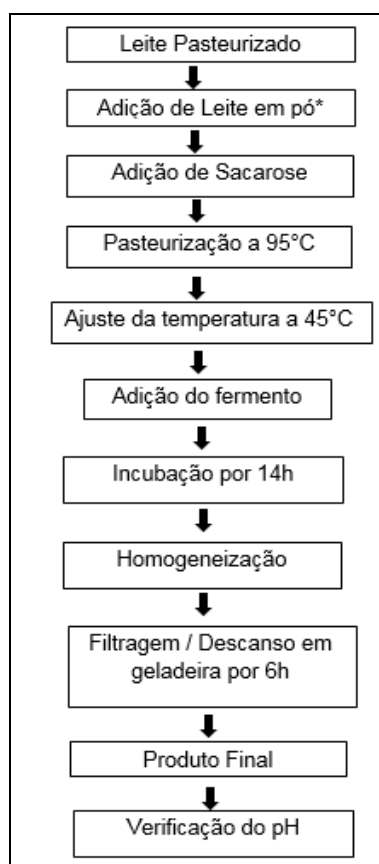 Leite Pasteurizado
Adição de Leite em pó*
Adição de Sacarose
Pasteurização a 95°C
Ajuste da temperatura a 45°C
Adição do fermento
Incubação por 14h
Homogeneização
Filtragem / Descanso em
geladeira por 6h
Produto Final
Verificação do pH